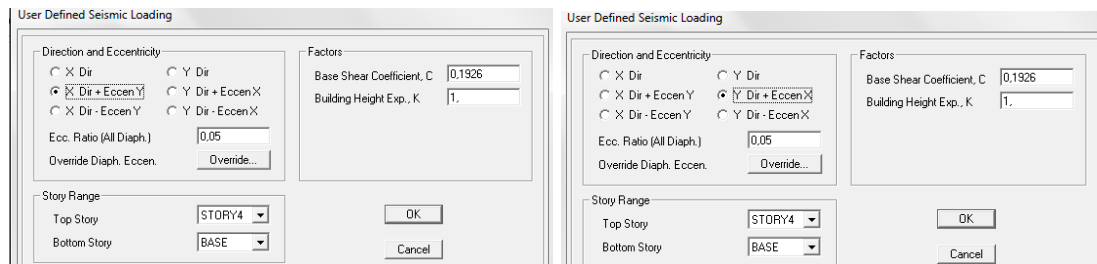 User Defined Seismic Loading
Direction and Eccentricity
X Dir Y Dir
X Dir + Eccen Y Y Dir + Eccen X
X Dir - Eccen Y Y Dir - Eccen X
Ecc. Ratio (All Diaph.) 0,05
Override Diaph. Eccen. Override...
Factors
Base Shear Coefficient, C 0,1926
Building Height Exp., K 1,
Story Range
Top Story STORY4
Bottom Story BASE
OK
Cancel
User Defined Seismic Loading
Direction and Eccentricity
X Dir Y Dir
X Dir + Eccen Y Y Dir + Eccen X
X Dir - Eccen Y Y Dir - Eccen X
Ecc. Ratio (All Diaph.) 0,05
Override Diaph. Eccen. Override...
Factors
Base Shear Coefficient, C 0,1926
Building Height Exp., K 1,
Story Range
Top Story STORY4
Bottom Story BASE
OK
Cancel